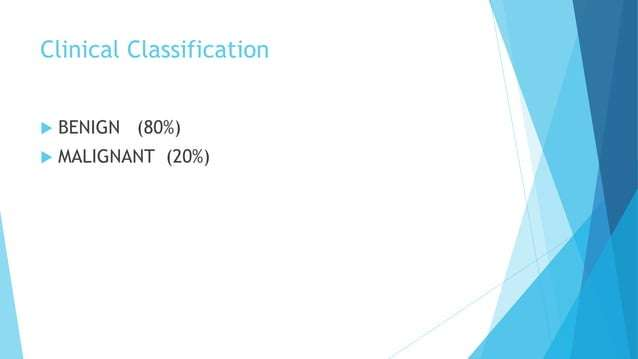 Clinical Classification
BENIGN (80%)
MALIGNANT (20%)